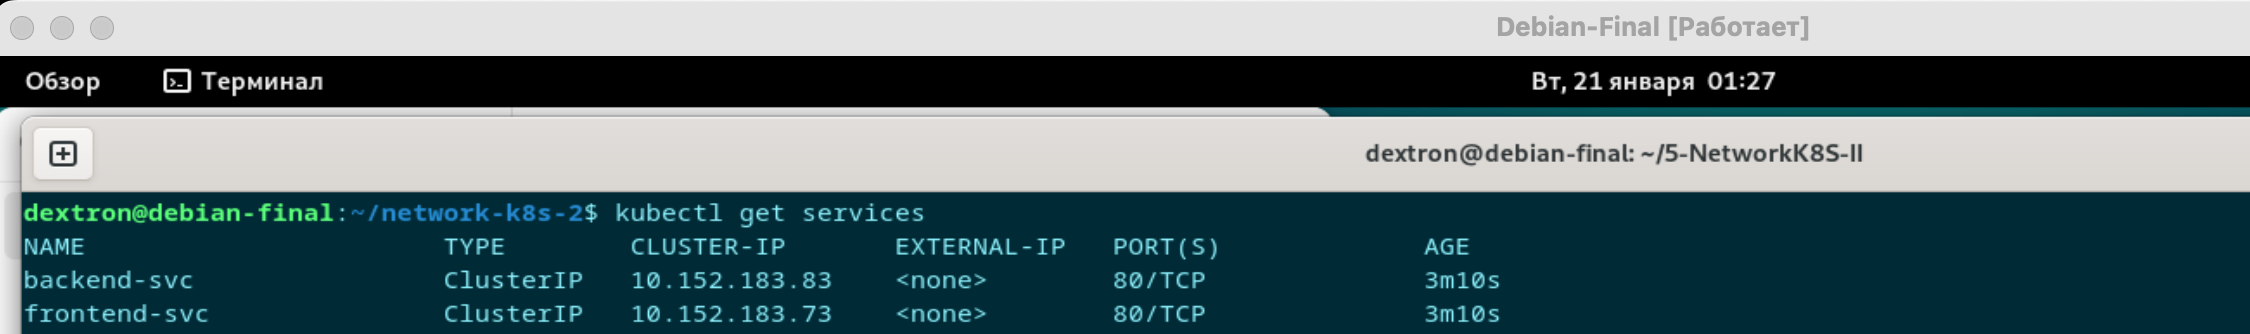 Debian-Final [Работает]
Обзор Терминал Вт, 21 января 01:27
dextron@debian-final: ~/5-NetworkK8S-II
dextron@debian-final:~/network-k8s-2$ kubectl get services
NAME TYPE CLUSTER-IP EXTERNAL-IP PORT(S) AGE
backend-svc ClusterIP 10.152.183.83 <none> 80/TCP 3m10s
frontend-svc ClusterIP 10.152.183.73 <none> 80/TCP 3m10s